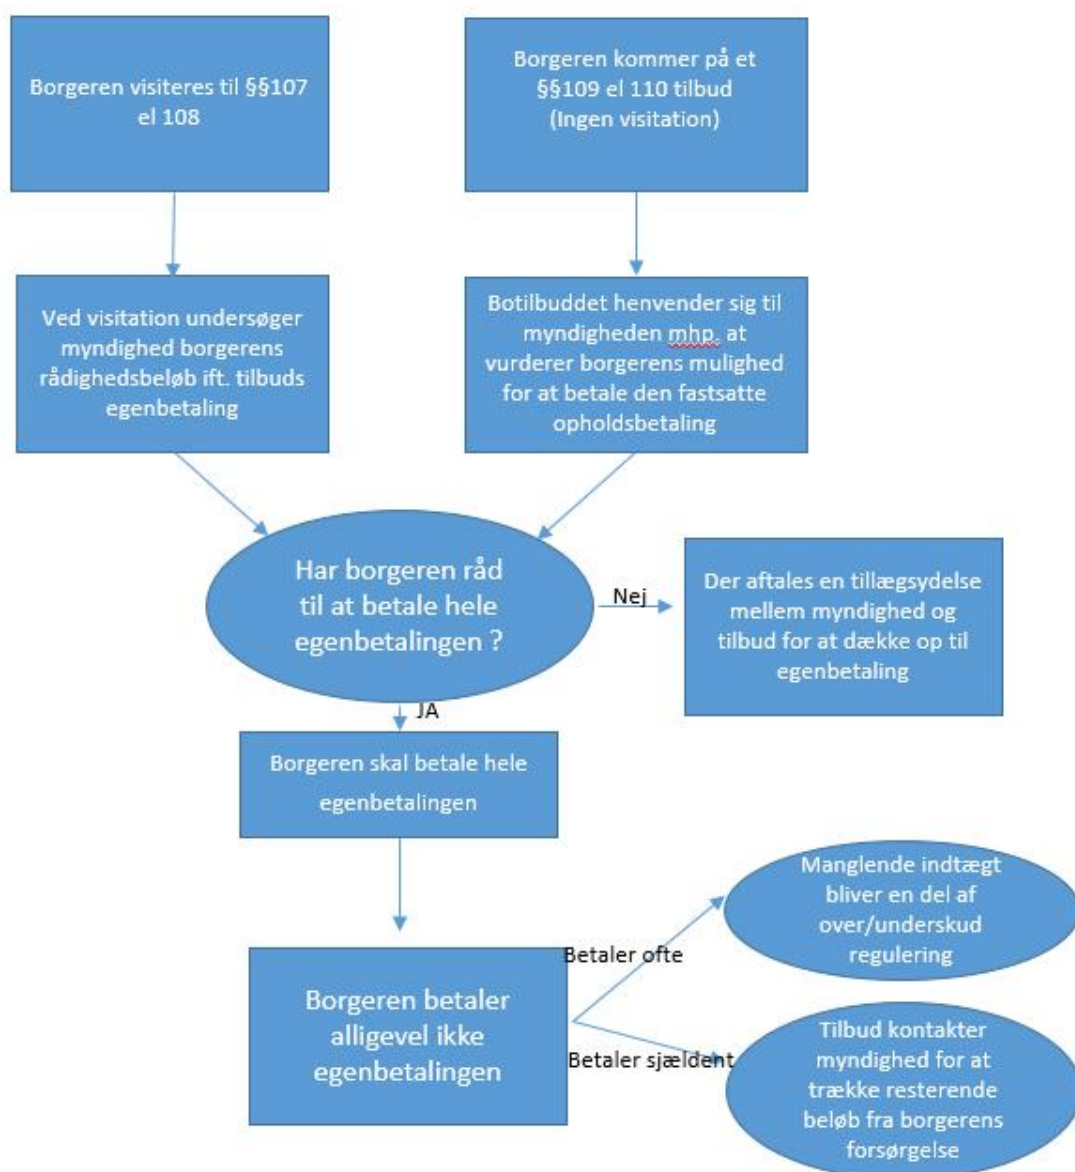 Borgeren visiteres til §§107
el 108
Borgeren kommer på et
§§109 el 110 tilbud
(Ingen visitation)
Ved visitation undersøger
myndighed borgerens
rådighedsbeløb ift. tilbuds
egenbetaling
Botilbuddet henvender sig til
myndigheden mhp. at
vurderer borgerens mulighed
for at betale den fastsatte
opholdsbetaling
Har borgeren råd
til at betale hele
egenbetalingen ?
Nej
Der aftales en tillægsydelse
mellem myndighed og
tilbud for at dække op til
egenbetaling
JA
Borgeren skal betale hele
egenbetalingen
Borgeren betaler
alligevel ikke
egenbetalingen
Betaler ofte
Manglende indtægt
bliver en del af
over/underskud
regulering
Betaler sjældent
Tilbud kontakter
myndighed for at
trække resterende
beløb fra borgerens
forsørgelse